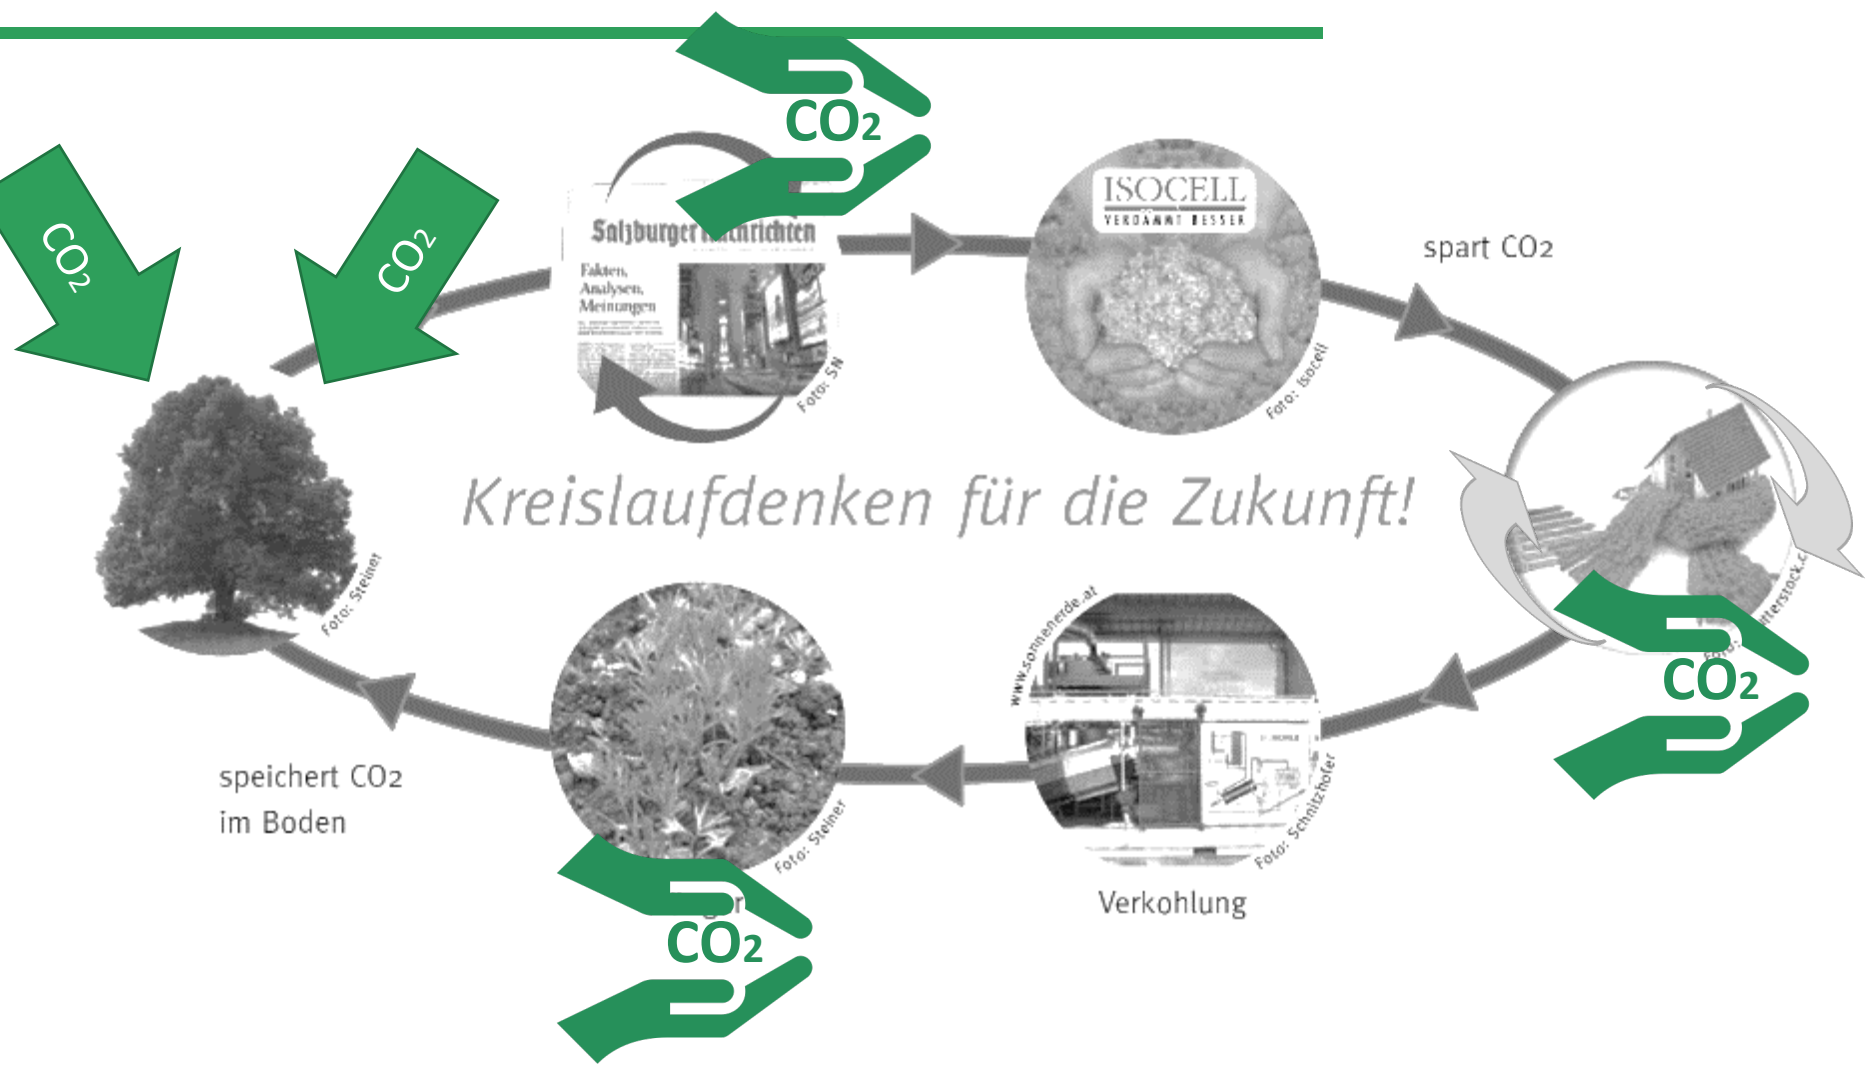 CO2
CO2
CO2
Salzburger Nachrichten
Fakten,
Analysen,
Meinungen
Foto: SN
ISOCELL
VERDÄMMT BESSER
Foto: Isocell
spart CO2
Kreislaufdenken für die Zukunft!
Foto: Steiner
www.sonnenerde.at
CO2
speichert CO2
im Boden
Foto: Steiner
Foto: Schnitzhofer
Verkohlung
CO2